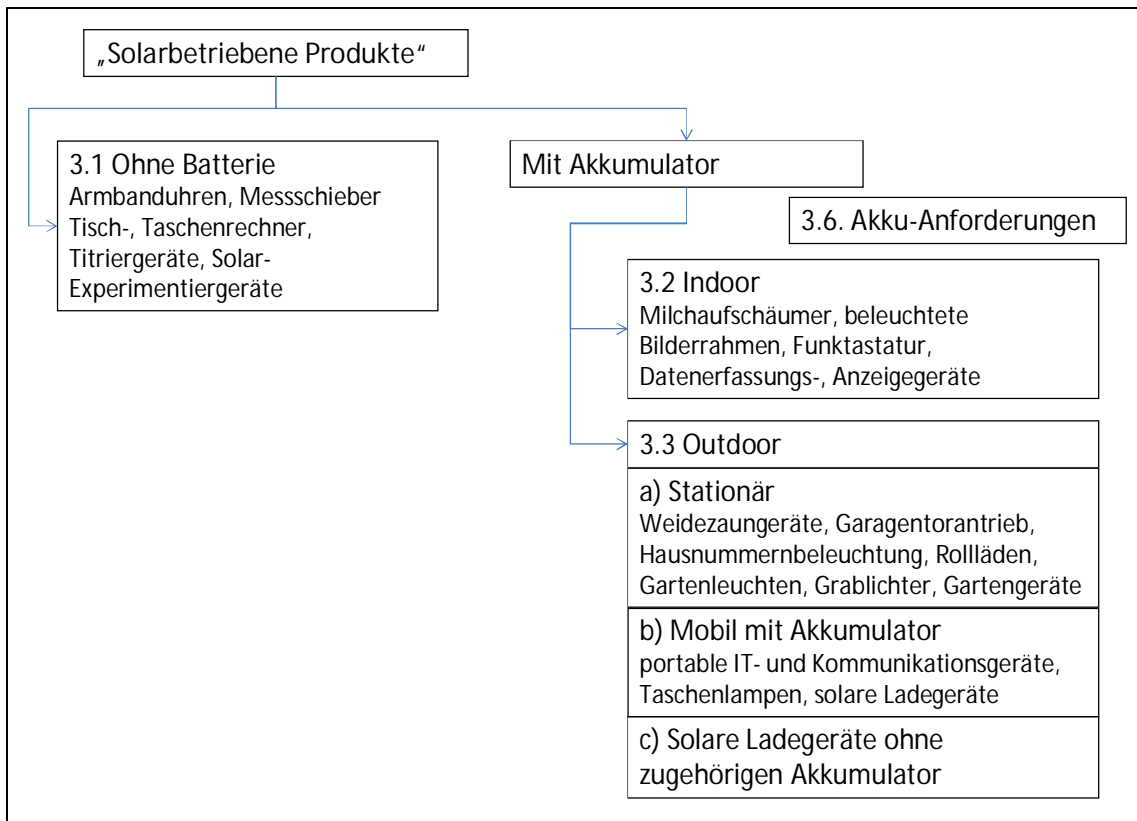 „Solarbetriebene Produkte“
3.1 Ohne Batterie
Armbanduhren, Messschieber
Tisch-, Taschenrechner,
Titriergeräte, Solar-
Experimentiergeräte
Mit Akkumulator
3.6. Akku-Anforderungen
3.2 Indoor
Milchaufschäumer, beleuchtete
Bilderrahmen, Funktastatur,
Datenerfassungs-, Anzeigegeräte
3.3 Outdoor
a) Stationär
Weidezaungeräte, Garagentorantrieb,
Hausnummernbeleuchtung, Rollläden,
Gartenleuchten, Grablichter, Gartengeräte
b) Mobil mit Akkumulator
portable IT- und Kommunikationsgeräte,
Taschenlampen, solare Ladegeräte
c) Solare Ladegeräte ohne
zugehörigen Akkumulator